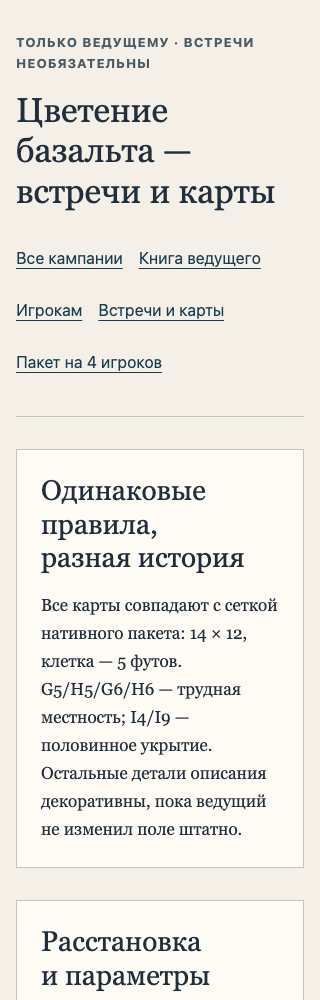 ТОЛЬКО ВЕДУЩЕМУ · ВСТРЕЧИ
НЕОБЯЗАТЕЛЬНЫ
Цветение
базальта —
встречи и карты
Все кампании Книга ведущего
Игрокам Встречи и карты
Пакет на 4 игроков
Одинаковые
правила,
разная история
Все карты совпадают с сеткой
нативного пакета: 14 × 12,
клетка — 5 футов.
G5/H5/G6/H6 — трудная
местность; I4/I9 —
половинное укрытие.
Остальные детали описания
декоративны, пока ведущий
не изменил поле штатно.
Расстановка
и параметры